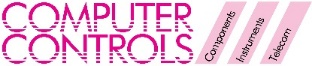 COMPUTER
CONTROLS
Components
Instruments
Telecom